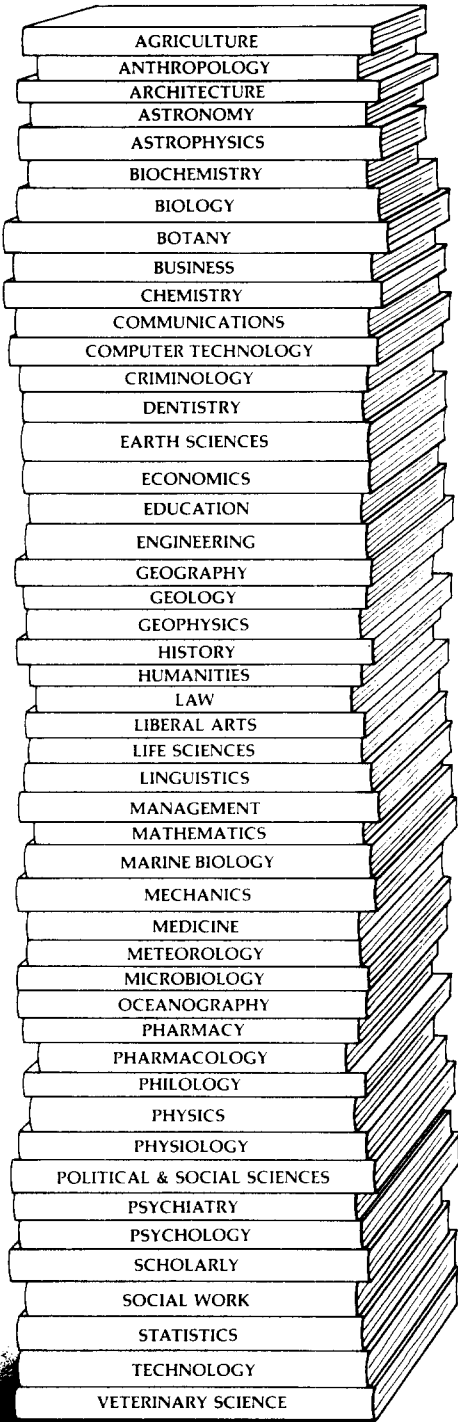 AGRICULTURE
ANTHROPOLOGY
ARCHITECTURE
ASTRONOMY
ASTROPHYSICS
BIOCHEMISTRY
BIOLOGY
BOTANY
BUSINESS
CHEMISTRY
COMMUNICATIONS
COMPUTER TECHNOLOGY
CRIMINOLOGY
DENTISTRY
EARTH SCIENCES
ECONOMICS
EDUCATION
ENGINEERING
GEOGRAPHY
GEOLOGY
GEOPHYSICS
HISTORY
HUMANITIES
LAW
LIBERAL ARTS
LIFE SCIENCES
LINGUISTICS
MANAGEMENT
MATHEMATICS
MARINE BIOLOGY
MECHANICS
MEDICINE
METEOROLOGY
MICROBIOLOGY
OCEANOGRAPHY
PHARMACY
PHARMACOLOGY
PHILOLOGY
PHYSICS
PHYSIOLOGY
POLITICAL & SOCIAL SCIENCES
PSYCHIATRY
PSYCHOLOGY
SCHOLARLY
SOCIAL WORK
STATISTICS
TECHNOLOGY
VETERINARY SCIENCE